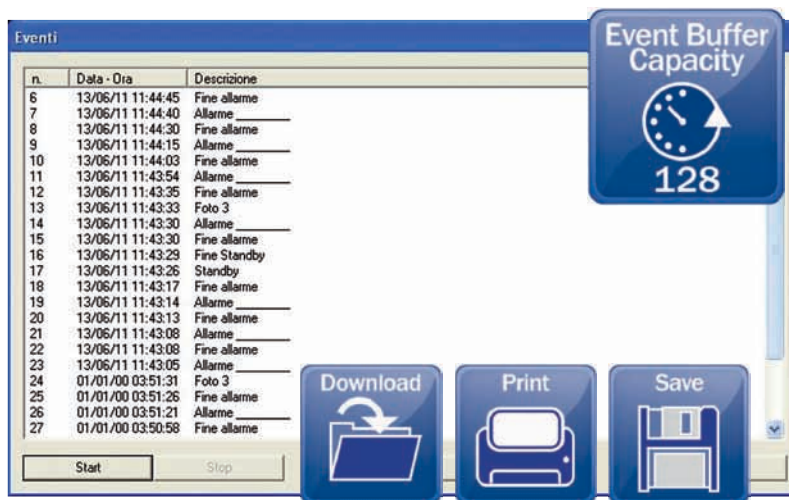 Eventi
Event Buffer
Capacity
128
n. Data - Ora Descrizione
6 13/06/11 11:44:45 Fine allarme
7 13/06/11 11:44:40 Allarme ________
8 13/06/11 11:44:30 Fine allarme
9 13/06/11 11:44:15 Allarme ________
10 13/06/11 11:44:03 Fine allarme
11 13/06/11 11:43:54 Allarme ________
12 13/06/11 11:43:35 Fine allarme
13 13/06/11 11:43:33 Foto 3
14 13/06/11 11:43:30 Allarme ________
15 13/06/11 11:43:30 Fine allarme
16 13/06/11 11:43:29 Fine Standby
17 13/06/11 11:43:26 Standby
18 13/06/11 11:43:17 Fine allarme
19 13/06/11 11:43:14 Allarme ________
20 13/06/11 11:43:13 Fine allarme
21 13/06/11 11:43:08 Allarme ________
22 13/06/11 11:43:08 Fine allarme
23 13/06/11 11:43:05 Allarme ________
24 01/01/00 03:51:31 Foto 3
25 01/01/00 03:51:26 Fine allarme
26 01/01/00 03:51:21 Allarme ________
27 01/01/00 03:50:58 Fine allarme
Download Print Save
Start Stop